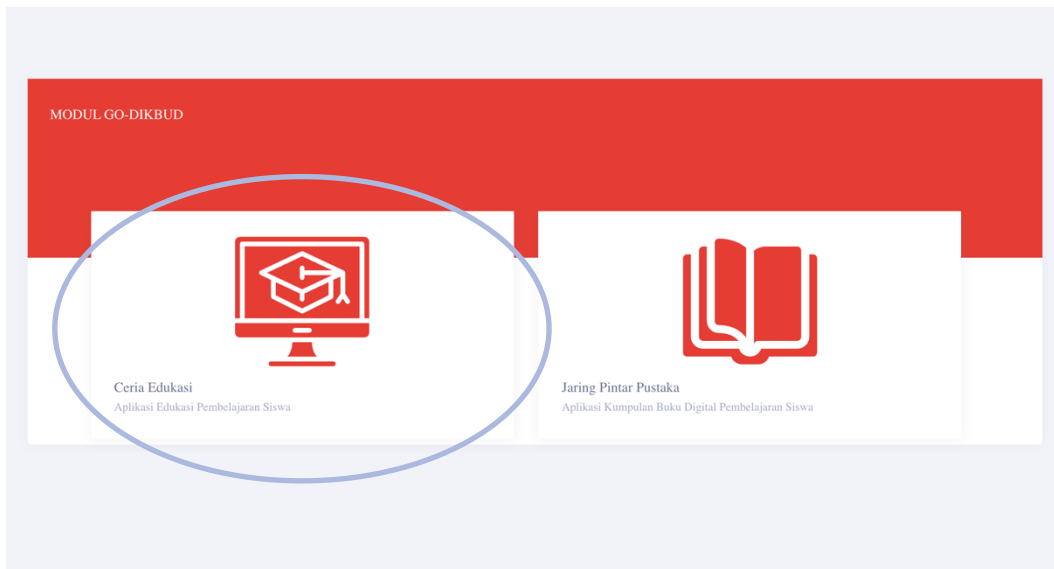 MODUL GO-DIKBUD
Ceria Edukasi
Aplikasi Edukasi Pembelajaran Siswa
Jaring Pintar Pustaka
Aplikasi Kumpulan Buku Digital Pembelajaran Siswa